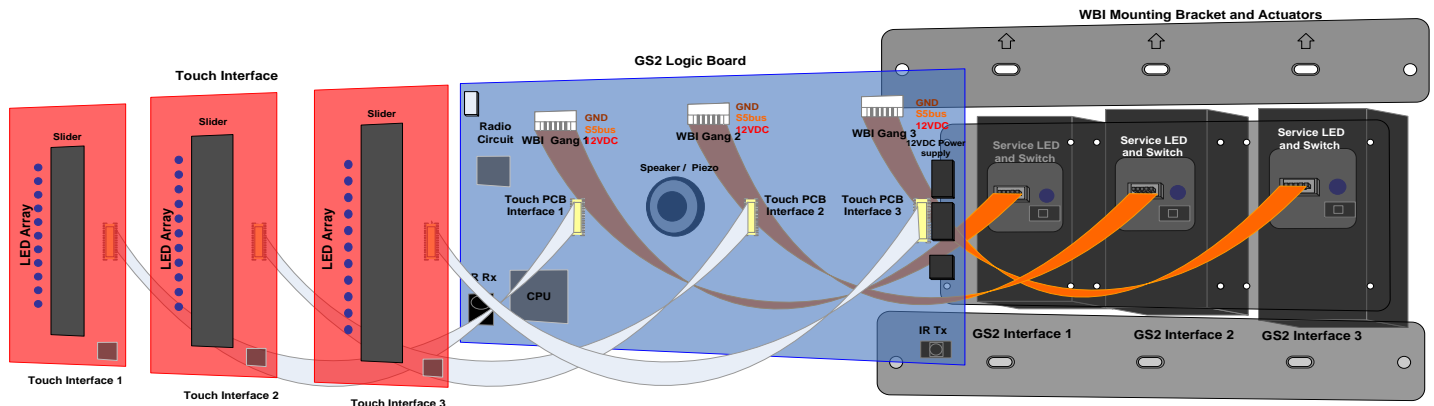 WBI Mounting Bracket and Actuators
GS2 Logic Board
Touch Interface
Slider
Slider
Slider
LED Array
LED Array
LED Array
Touch Interface 1
Touch Interface 2
Touch Interface 3
Radio
Circuit
WBI Gang 1
GND
S5bus
12VDC
WBI Gang 2
GND
S5bus
12VDC
WBI Gang 3
GND
S5bus
12VDC
12VDC Power
supply
Speaker / Piezo
Touch PCB
Interface 1
Touch PCB
Interface 2
Touch PCB
Interface 3
IR Rx
CPU
IR Tx
Service LED
and Switch
Service LED
and Switch
Service LED
and Switch
GS2 Interface 1
GS2 Interface 2
GS2 Interface 3